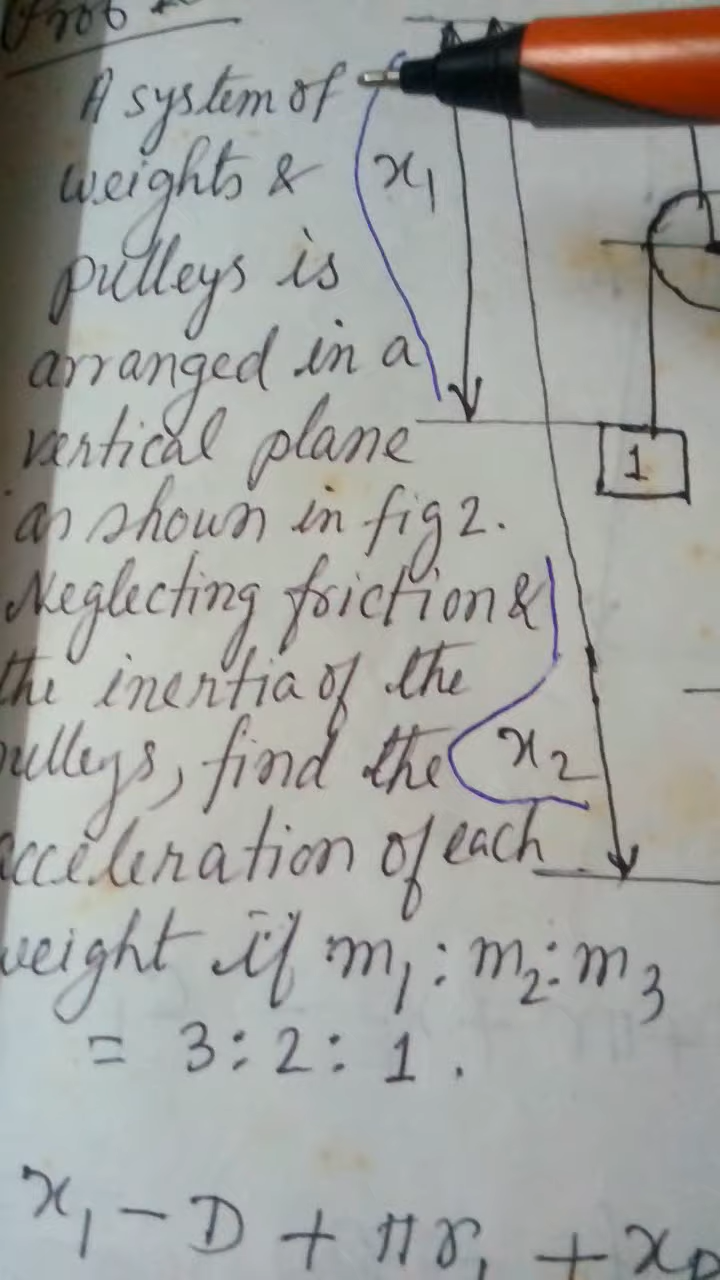 Prob
A system of
weights &
pulleys is
arranged in a
vertical plane
as shown in fig 2.
Neglecting friction &
the inertia of the
pulleys, find the
acceleration of each
weight if m₁ : m₂ : m₃
= 3 : 2 : 1 .
x₁
1
x₂
x₁ - D + πr₁ +